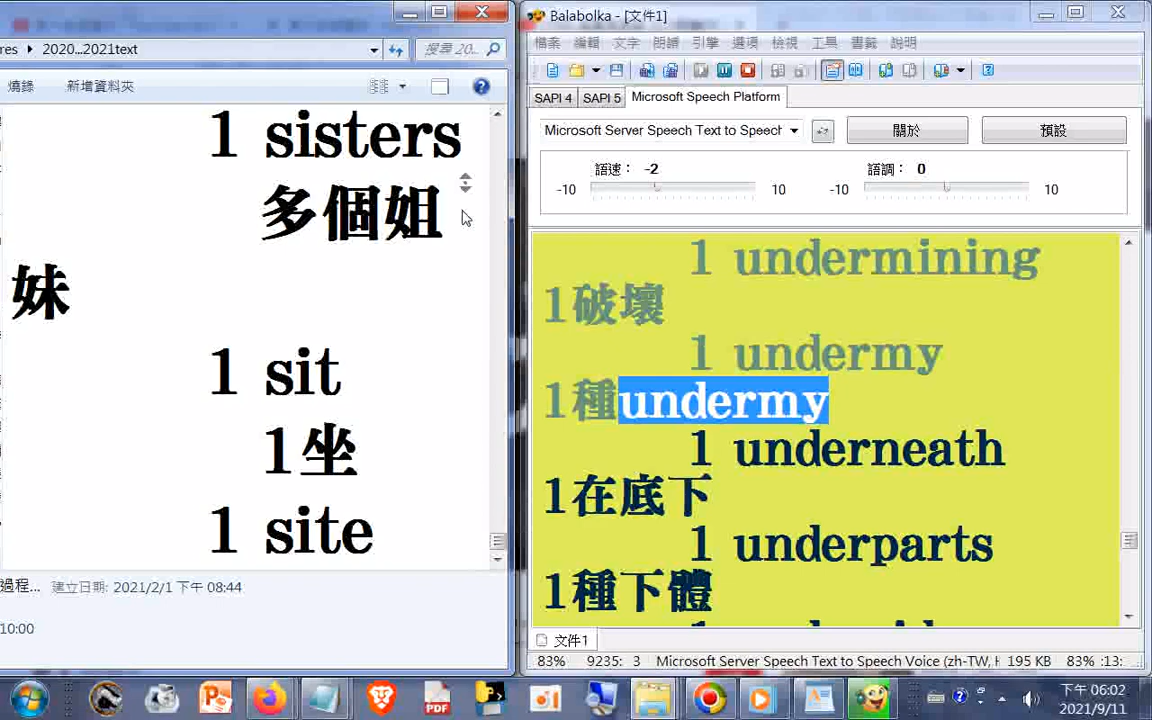 res ▸ 2020...2021text
搜尋 20...
燒錄
新增資料夾
1 sisters
多個姐
妹
1 sit
1坐
1 site
過程... 建立日期: 2021/2/1 下午 08:44
10:00
Balabolka - [文件1]
檔案 編輯 文字 朗讀 引擎 選項 檢視 工具 書籤 說明
SAPI 4 SAPI 5 Microsoft Speech Platform
Microsoft Server Speech Text to Speech
關於
預設
語速： -2
語調： 0
-10 10 -10 10
1 undermining
1破壞
1 undermy
1種undermy
1 underneath
1在底下
1 underparts
1種下體
文件1
83% 9235: 3 Microsoft Server Speech Text to Speech Voice (zh-TW, H 195 KB 83% :13:
PDF
下午 06:02
2021/9/11